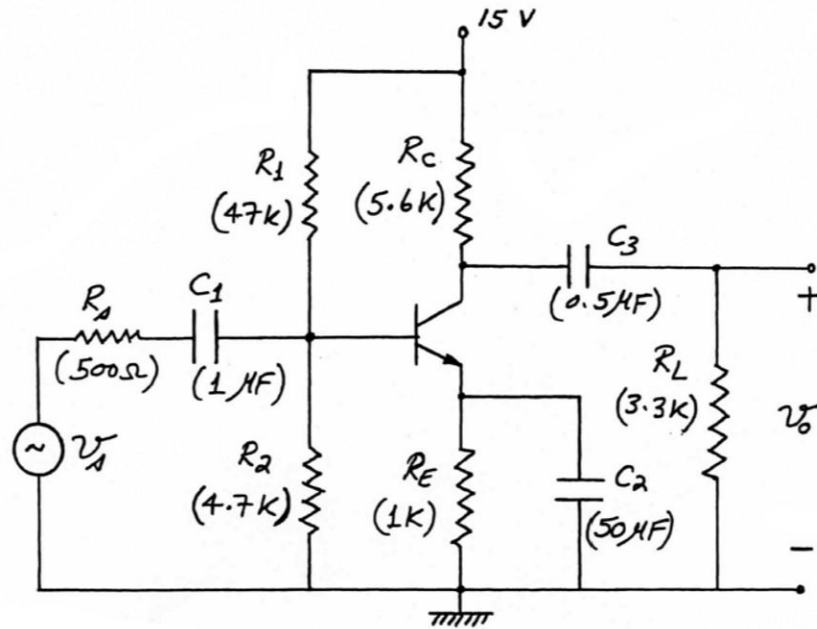 15 V
R1
(47K)
RC
(5.6K)
C3
(0.5µF)
+
Rs
(500Ω)
C1
(1µF)
RL
(3.3K)
vo
~
vs
R2
(4.7K)
RE
(1K)
C2
(50µF)
−